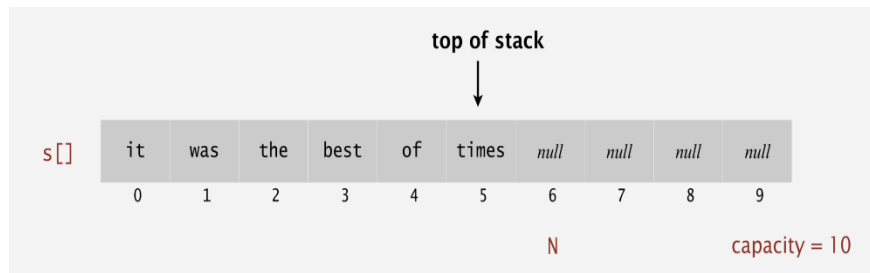 top of stack
s[] it was the best of times null null null null
0 1 2 3 4 5 6 7 8 9
N capacity = 10